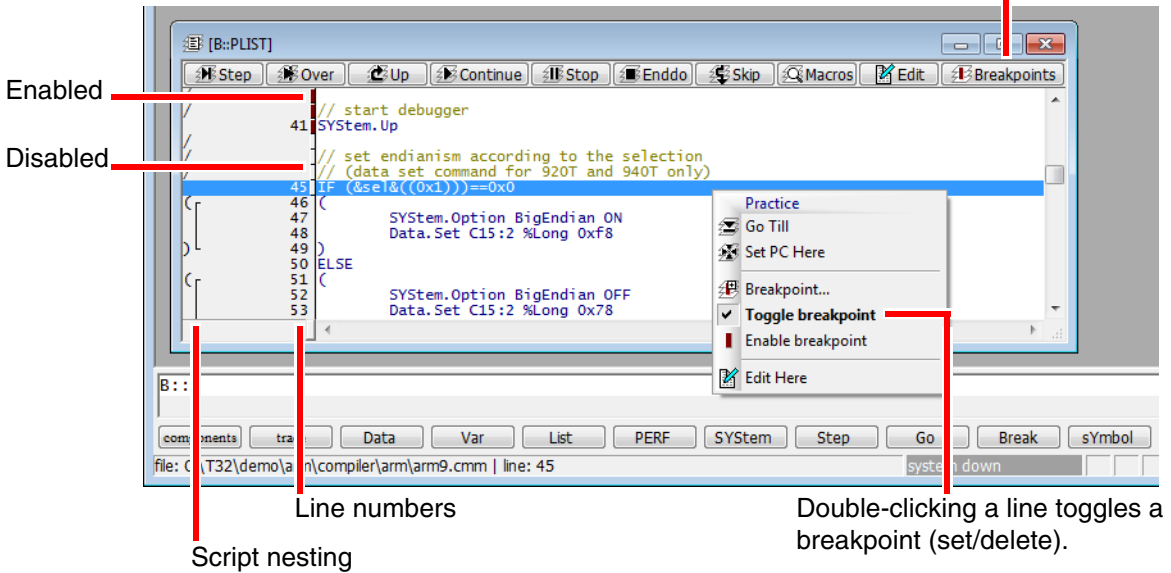 [B::PLIST]
Step Over Up Continue Stop Enddo Skip Macros Edit Breakpoints
Enabled
/
/ // start debugger
41 SYStem.Up
/
Disabled
/ // set endianism according to the selection
/ // (data set command for 920T and 940T only)
45 IF (&sel&((0x1)))==0x0
( 46 (
47 SYStem.Option BigEndian ON
48 Data.Set C15:2 %Long 0xf8
) 49 )
50 ELSE
( 51 (
52 SYStem.Option BigEndian OFF
53 Data.Set C15:2 %Long 0x78
Practice
Go Till
Set PC Here
Breakpoint...
Toggle breakpoint
Enable breakpoint
Edit Here
B::
components trace Data Var List PERF SYStem Step Go Break sYmbol
file: C:\T32\demo\arm\compiler\arm\arm9.cmm | line: 45 system down
Line numbers
Script nesting
Double-clicking a line toggles a
breakpoint (set/delete).